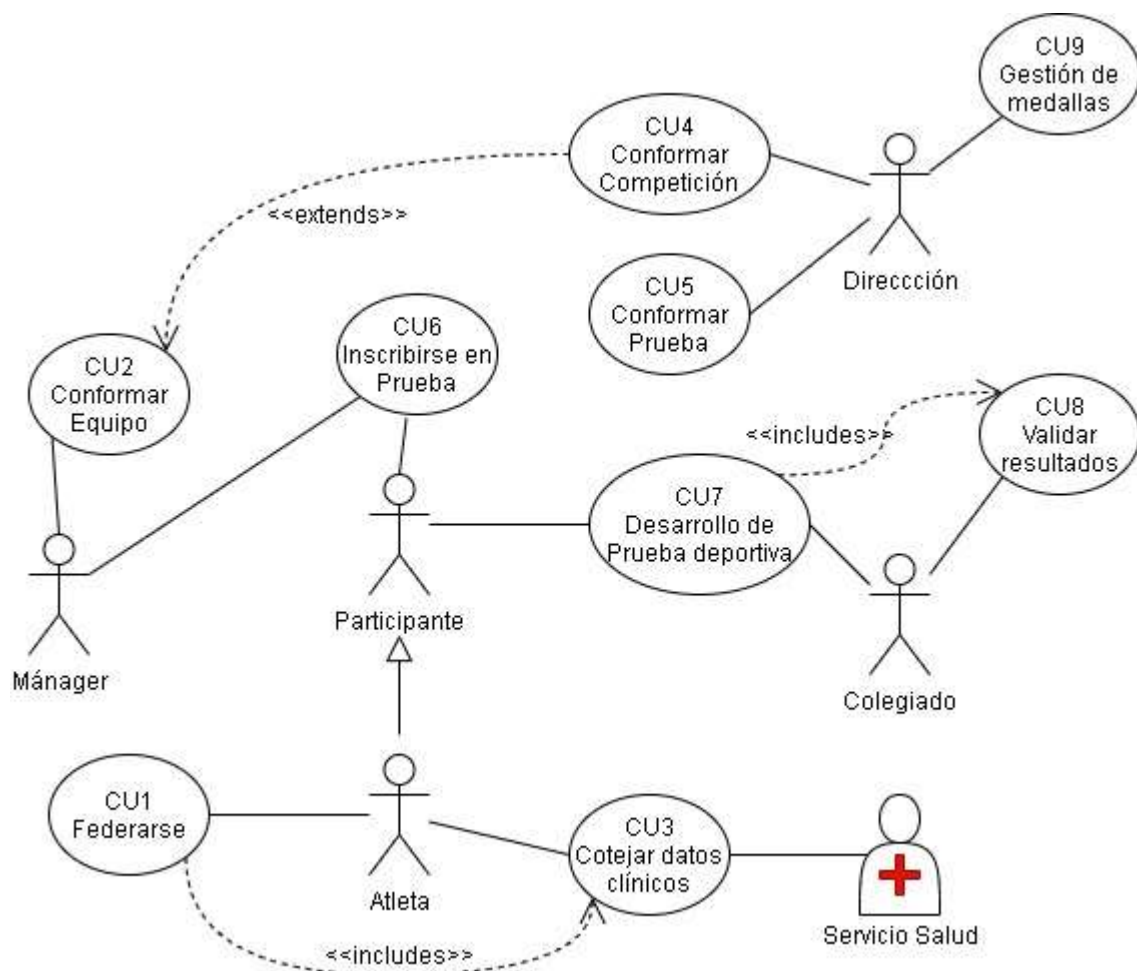 CU9
Gestión de
medallas
CU4
Conformar
Competición
<<extends>>
Direccción
CU5
Conformar
Prueba
CU6
Inscribirse en
Prueba
CU2
Conformar
Equipo
CU8
Validar
resultados
<<includes>>
CU7
Desarrollo de
Prueba deportiva
Participante
Mánager
Colegiado
CU1
Federarse
CU3
Cotejar datos
clínicos
Atleta
Servicio Salud
<<includes>>